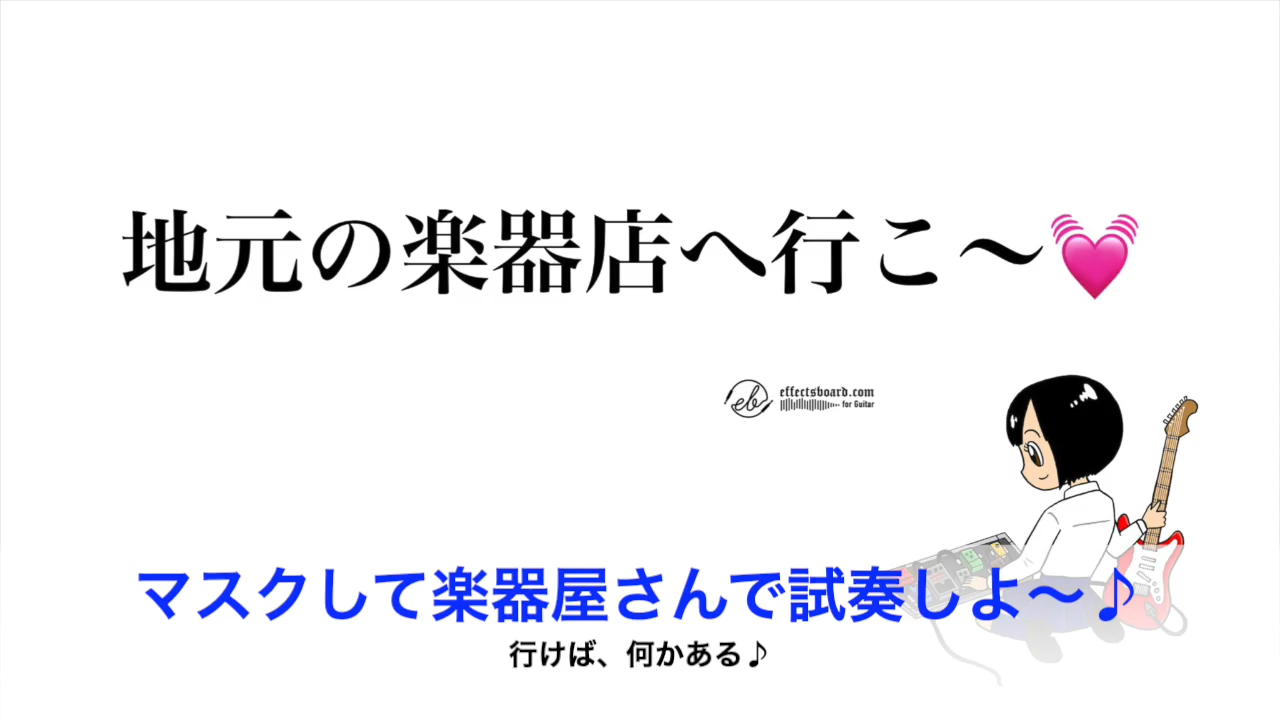 地元の楽器店へ行こ〜💓
eb
effectsboard.com
for Guitar
マスクして楽器屋さんで試奏しよ〜♪
行けば、何かある♪